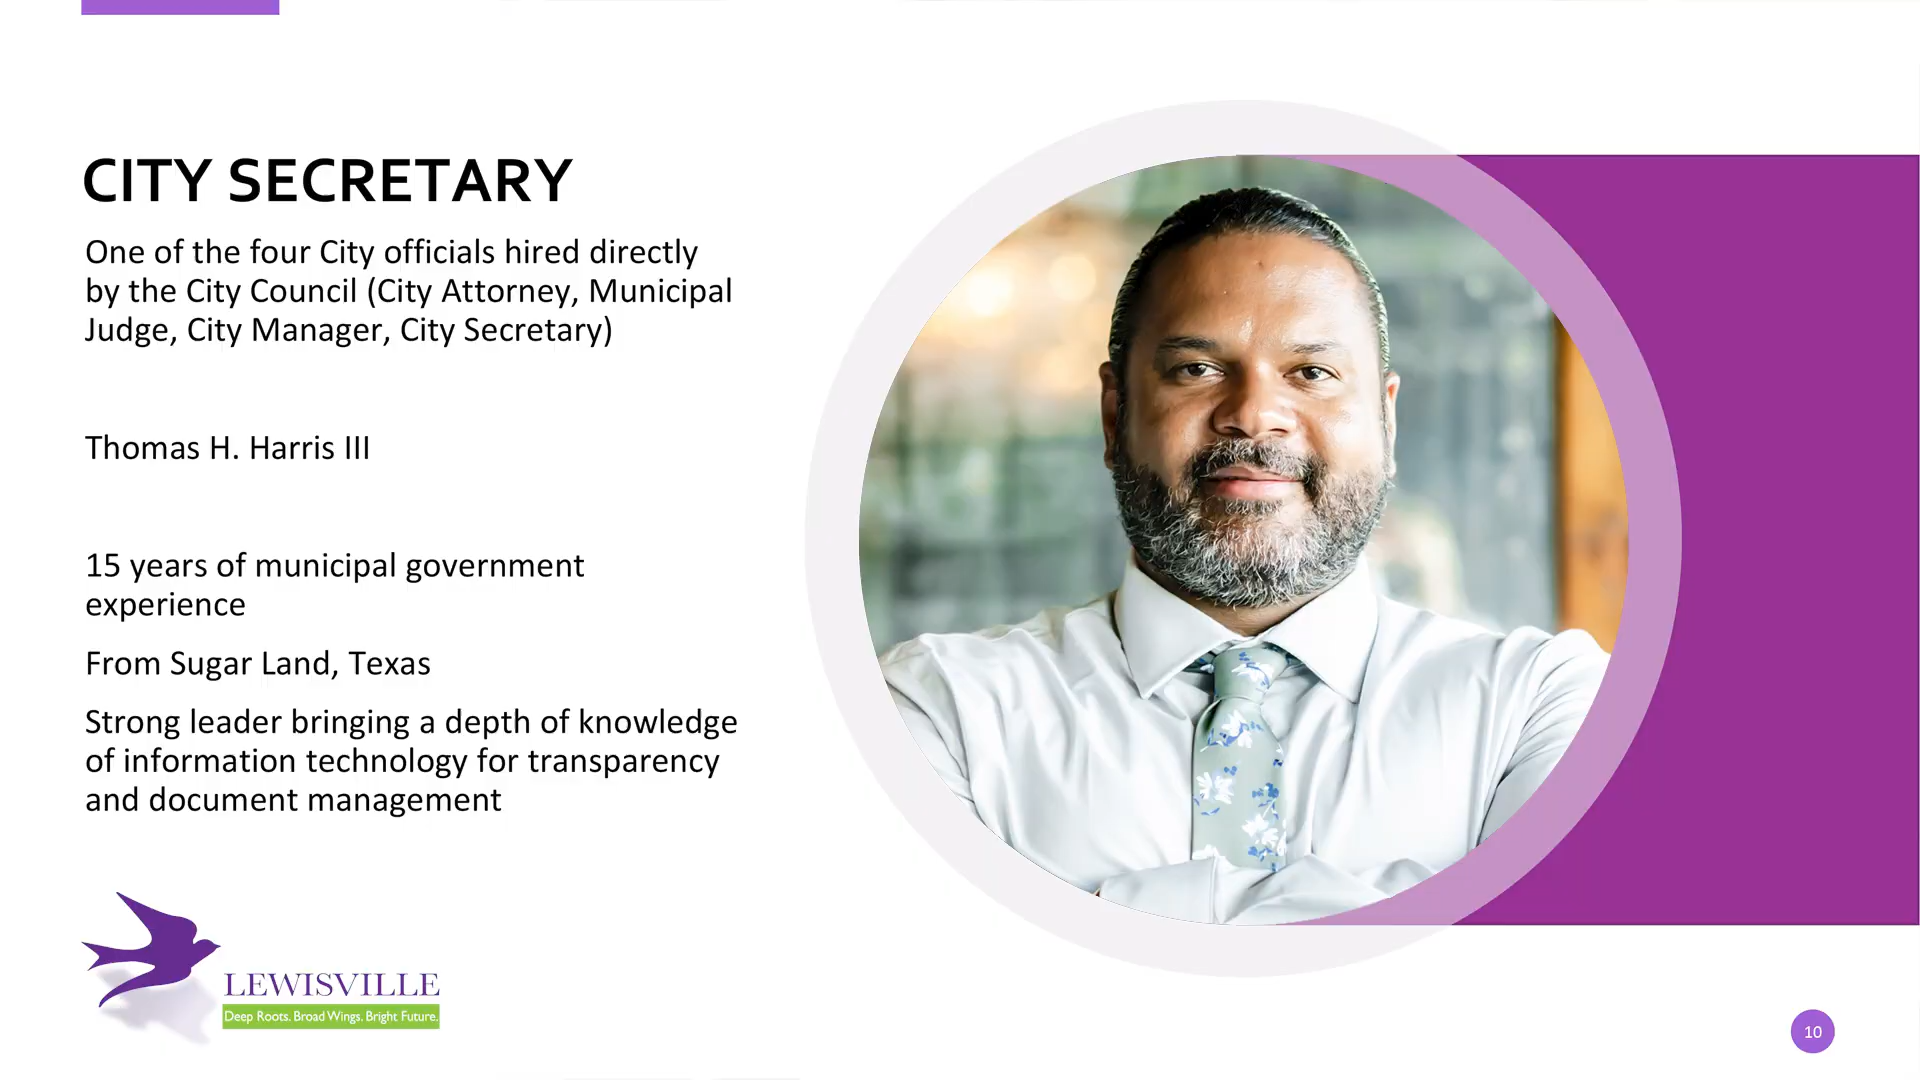 CITY SECRETARY
One of the four City officials hired directly
by the City Council (City Attorney, Municipal
Judge, City Manager, City Secretary)
Thomas H. Harris III
15 years of municipal government
experience
From Sugar Land, Texas
Strong leader bringing a depth of knowledge
of information technology for transparency
and document management
LEWISVILLE
Deep Roots. Broad Wings. Bright Future.
10